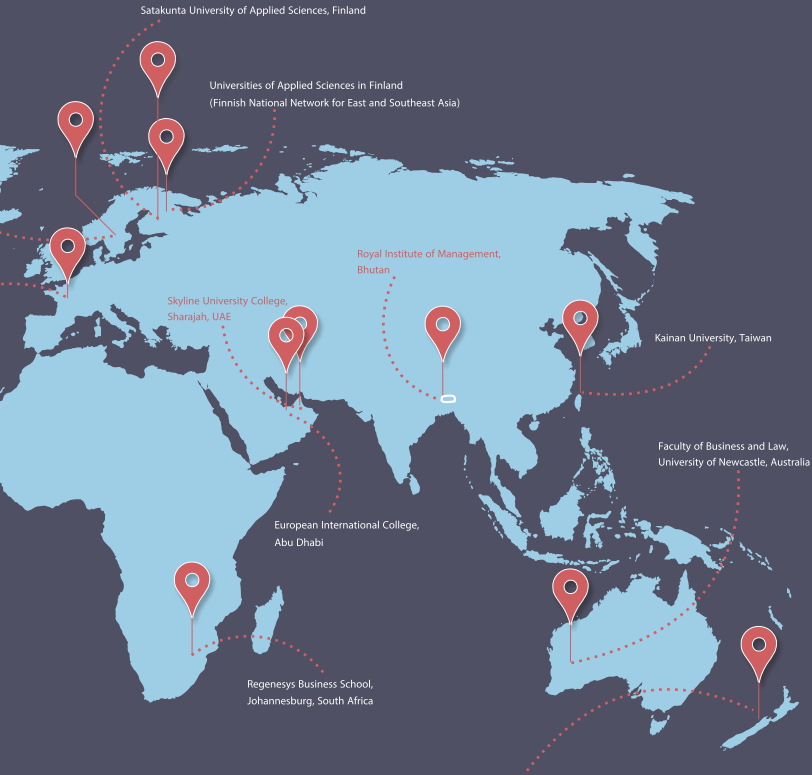 Satakunta University of Applied Sciences, Finland
Universities of Applied Sciences in Finland
(Finnish National Network for East and Southeast Asia)
Royal Institute of Management,
Bhutan
Skyline University College,
Sharajah, UAE
Kainan University, Taiwan
Faculty of Business and Law,
University of Newcastle, Australia
European International College,
Abu Dhabi
Regenesys Business School,
Johannesburg, South Africa